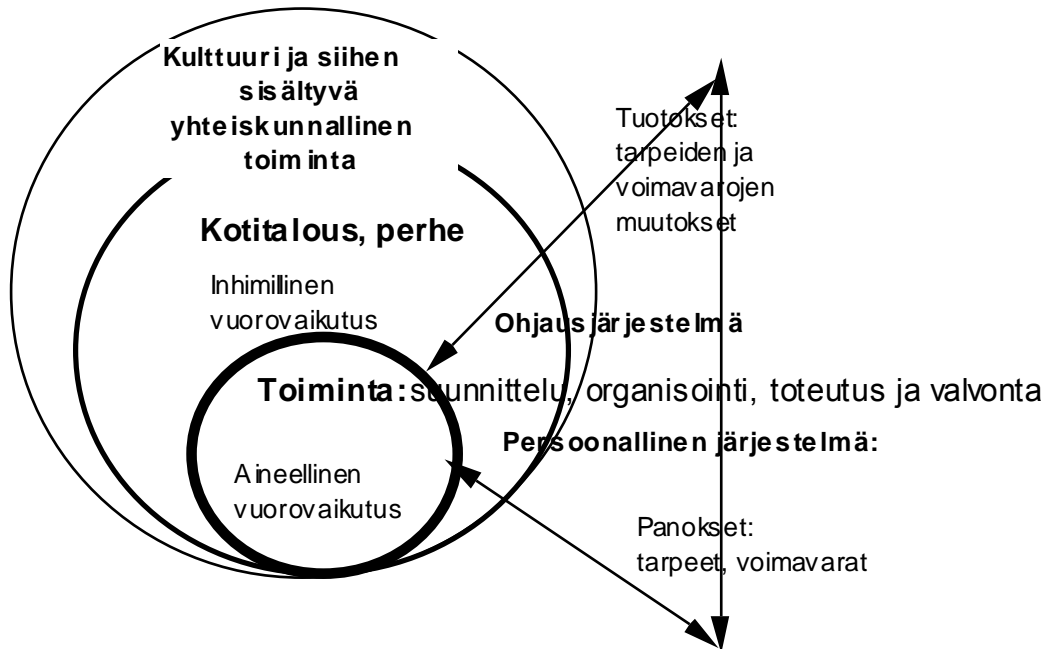 Kulttuuri ja siihen
sisältyvä
yhteiskunnallinen
toiminta
Tuotokset:
tarpeiden ja
voimavarojen
muutokset
Kotitalous, perhe
Inhimillinen
vuorovaikutus
Ohjausjärjestelmä
Toiminta: suunnittelu, organisointi, toteutus ja valvonta
Persoonallinen järjestelmä:
Aineellinen
vuorovaikutus
Panokset:
tarpeet, voimavarat